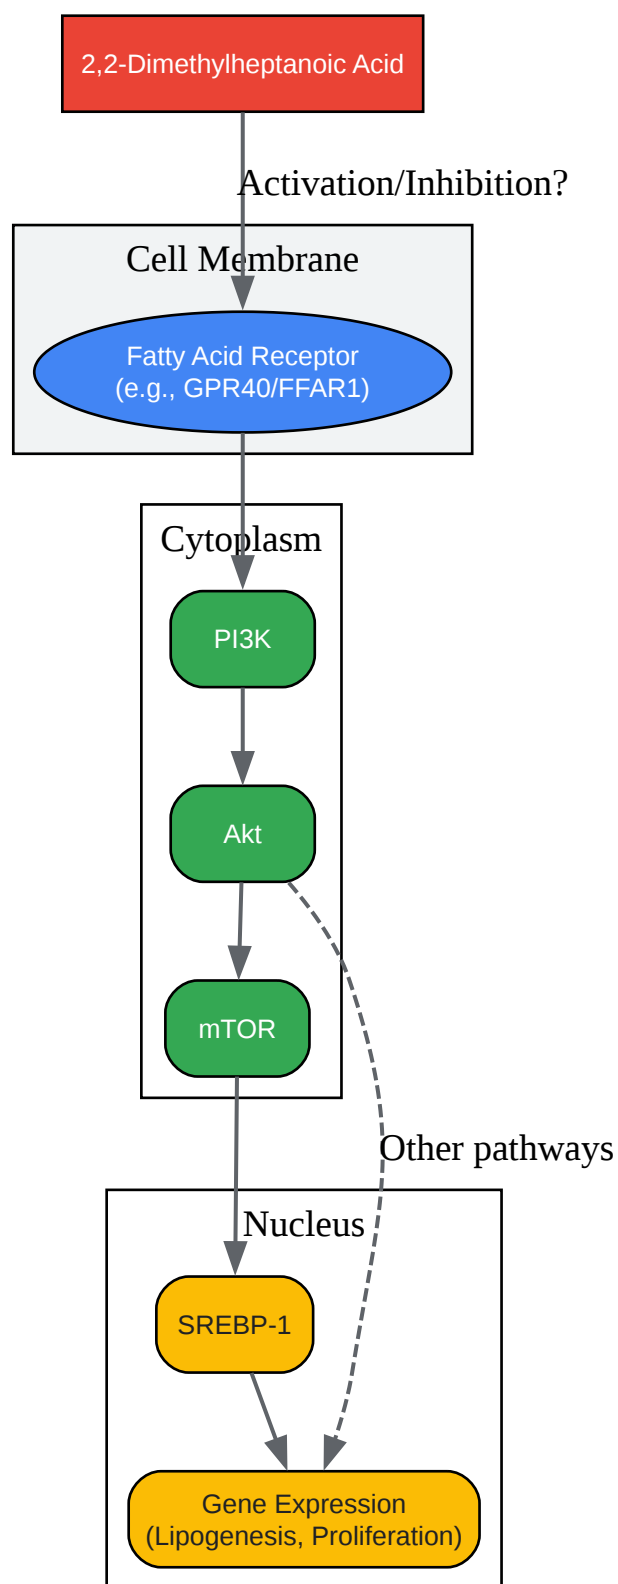 2,2-Dimethylheptanoic Acid
Activation/Inhibition?
Cell Membrane
Fatty Acid Receptor
(e.g., GPR40/FFAR1)
Cytoplasm
PI3K
Akt
mTOR
Other pathways
Nucleus
SREBP-1
Gene Expression
(Lipogenesis, Proliferation)